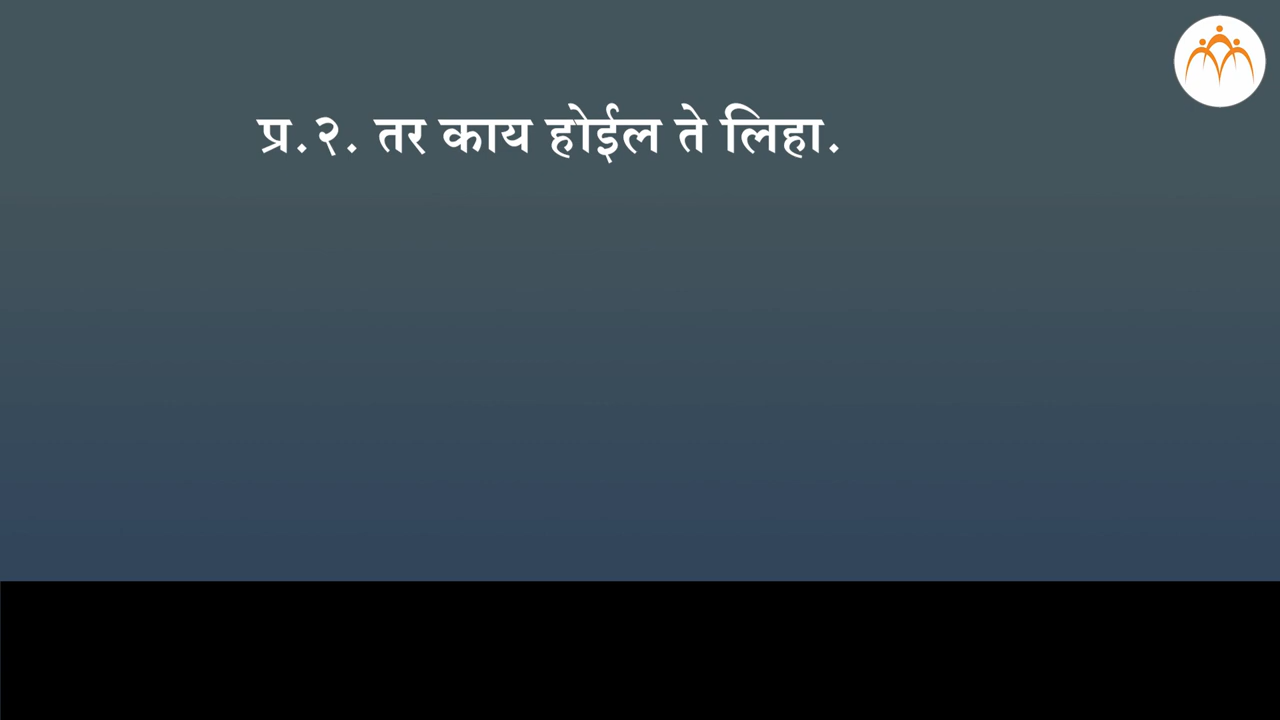 प्र.२. तर काय होईल ते लिहा.